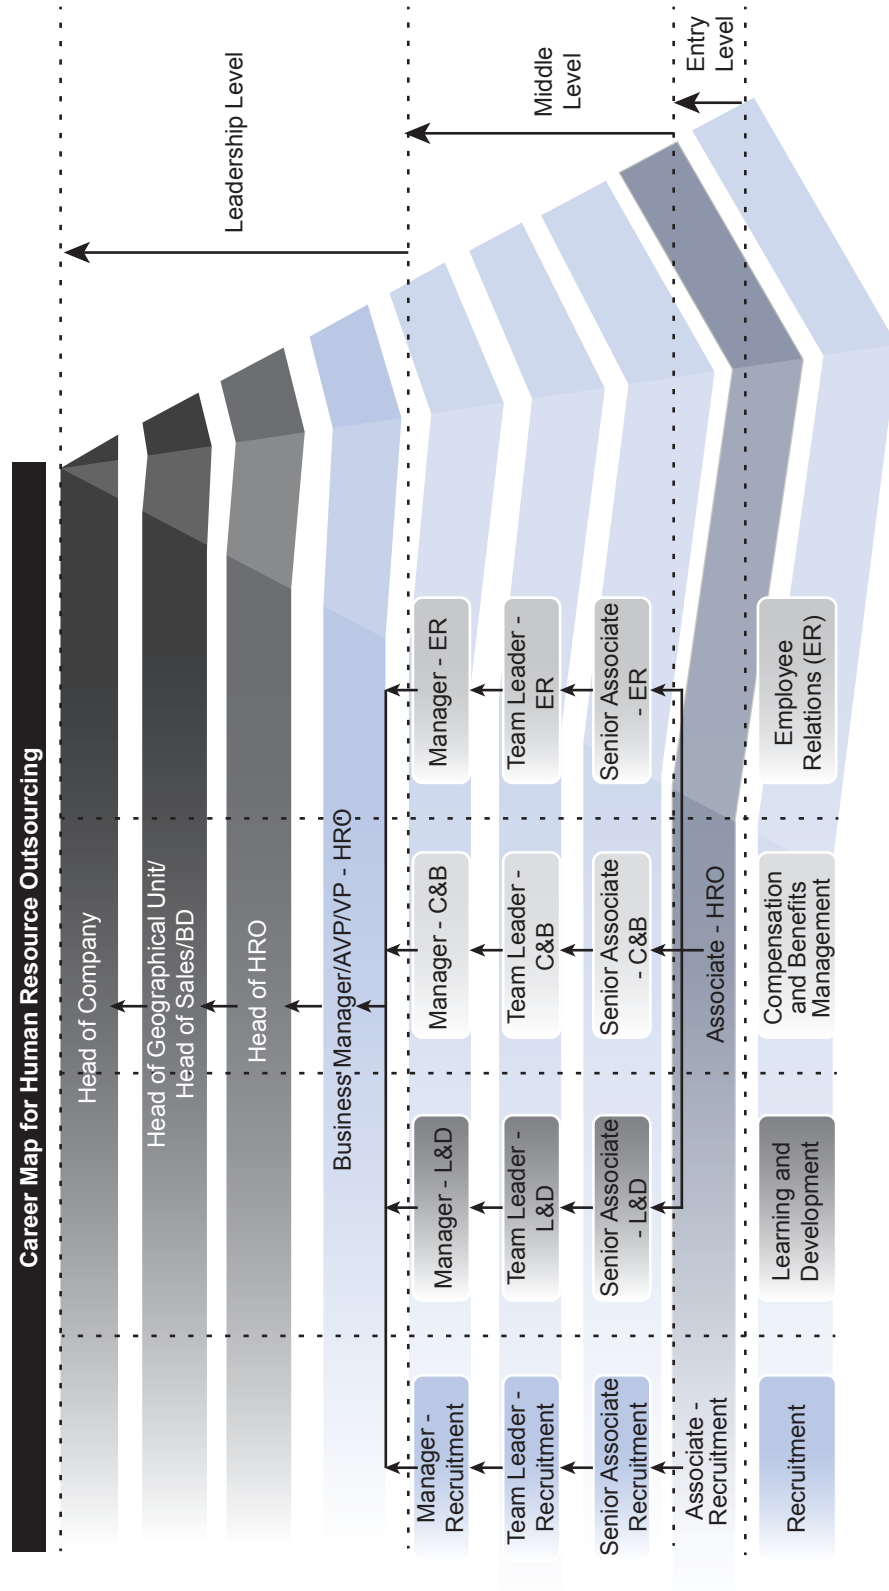 Career Map for Human Resource Outsourcing
Leadership Level
Middle
Level
Entry
Level
Head of Company
Head of Geographical Unit/
Head of Sales/BD
Head of HRO
Business Manager/AVP/VP - HRO
Manager -
Recruitment
Manager - L&D
Manager - C&B
Manager - ER
Team Leader -
Recruitment
Team Leader -
L&D
Team Leader -
C&B
Team Leader -
ER
Senior Associate
Recruitment
Senior Associate
- L&D
Senior Associate
- C&B
Senior Associate
- ER
Associate -
Recruitment
Associate - HRO
Recruitment
Learning and
Development
Compensation
and Benefits
Management
Employee
Relations (ER)